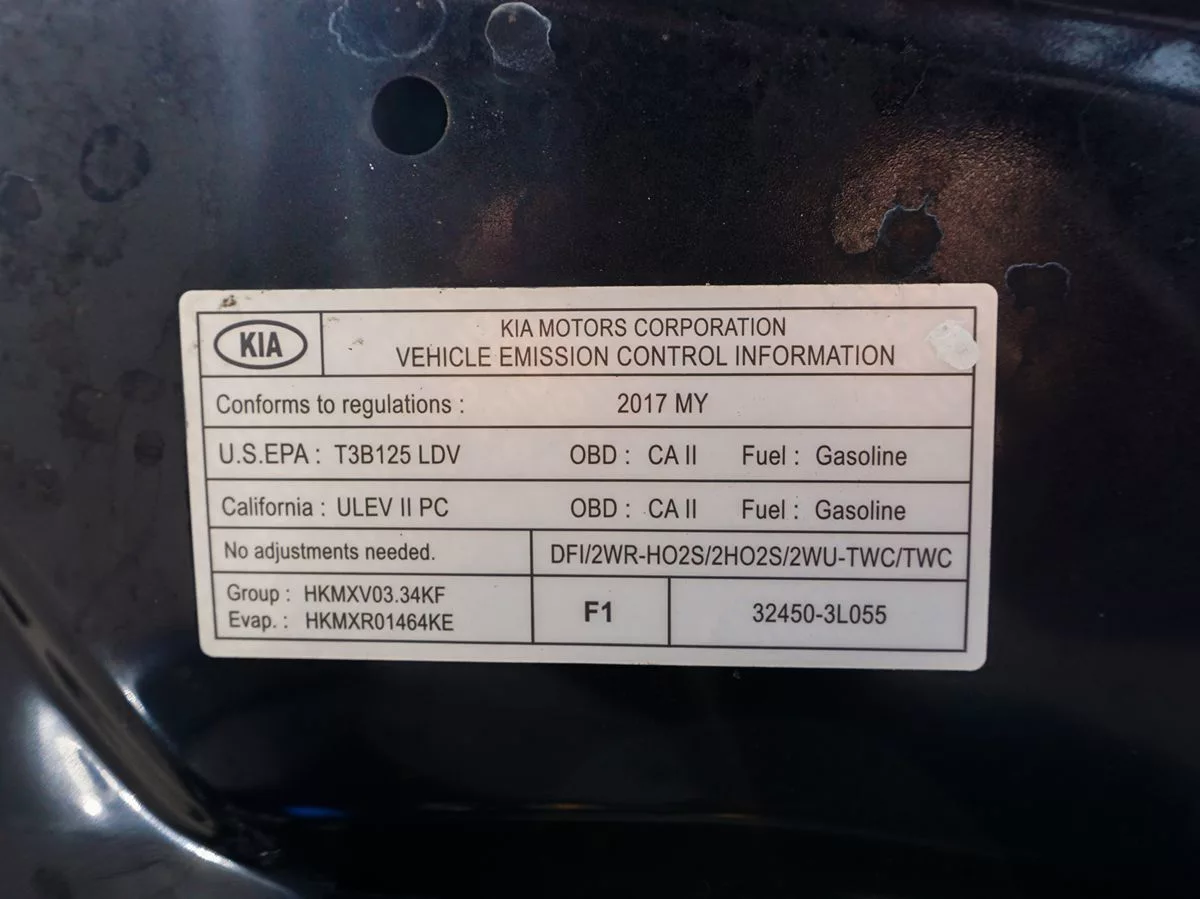 KIA
KIA MOTORS CORPORATION
VEHICLE EMISSION CONTROL INFORMATION
Conforms to regulations : 2017 MY
U.S.EPA : T3B125 LDV OBD : CA II Fuel : Gasoline
California : ULEV II PC OBD : CA II Fuel : Gasoline
No adjustments needed. DFI/2WR-HO2S/2HO2S/2WU-TWC/TWC
Group : HKMXV03.34KF
Evap. : HKMXR01464KE
F1
32450-3L055